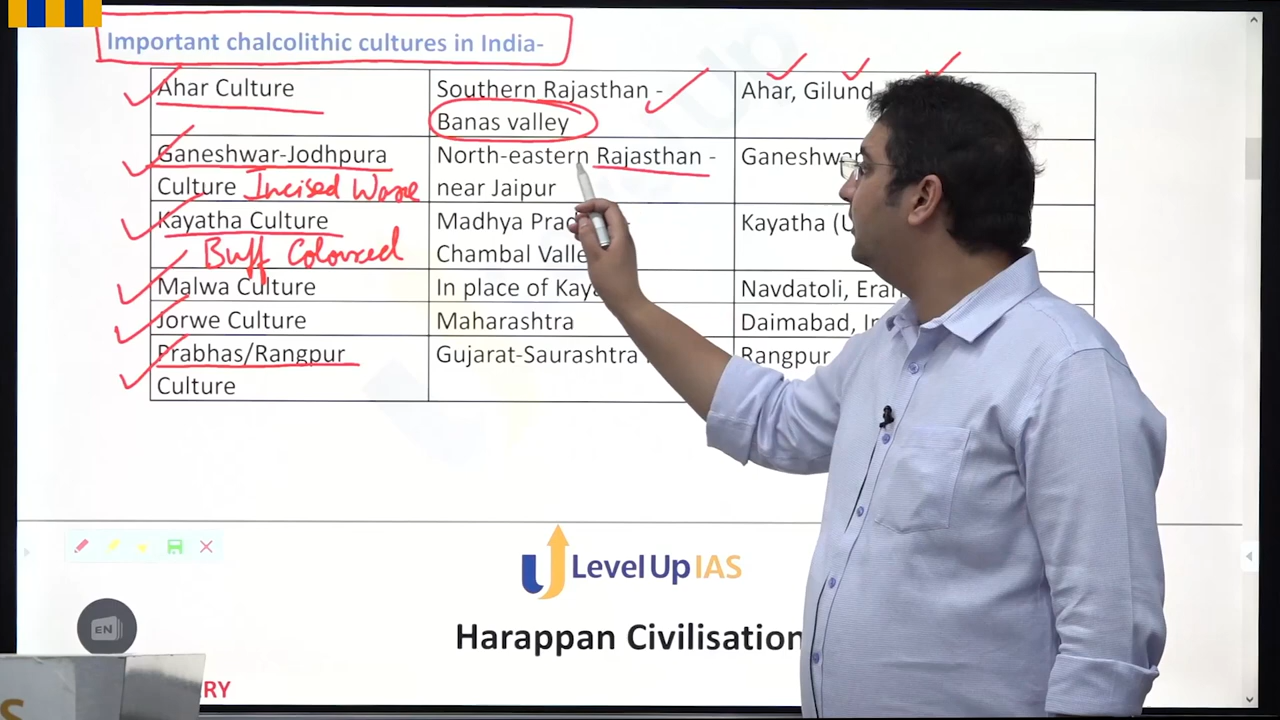 Important chalcolithic cultures in India-
Ahar Culture
Southern Rajasthan -
Banas valley
Ahar, Gilund
Ganeshwar-Jodhpura
Culture Incised Ware
North-eastern Rajasthan -
near Jaipur
Kayatha Culture
Buff Coloured
Madhya
Chambal
Kayatha
Malwa Culture
In place of
Navdatoli,
Jorwe Culture
Maharashtra
Daimabad,
Prabhas/Rangpur
Culture
Gujarat-Saurashtra
Rangpur
Level Up IAS
Harappan Civilisation
EN